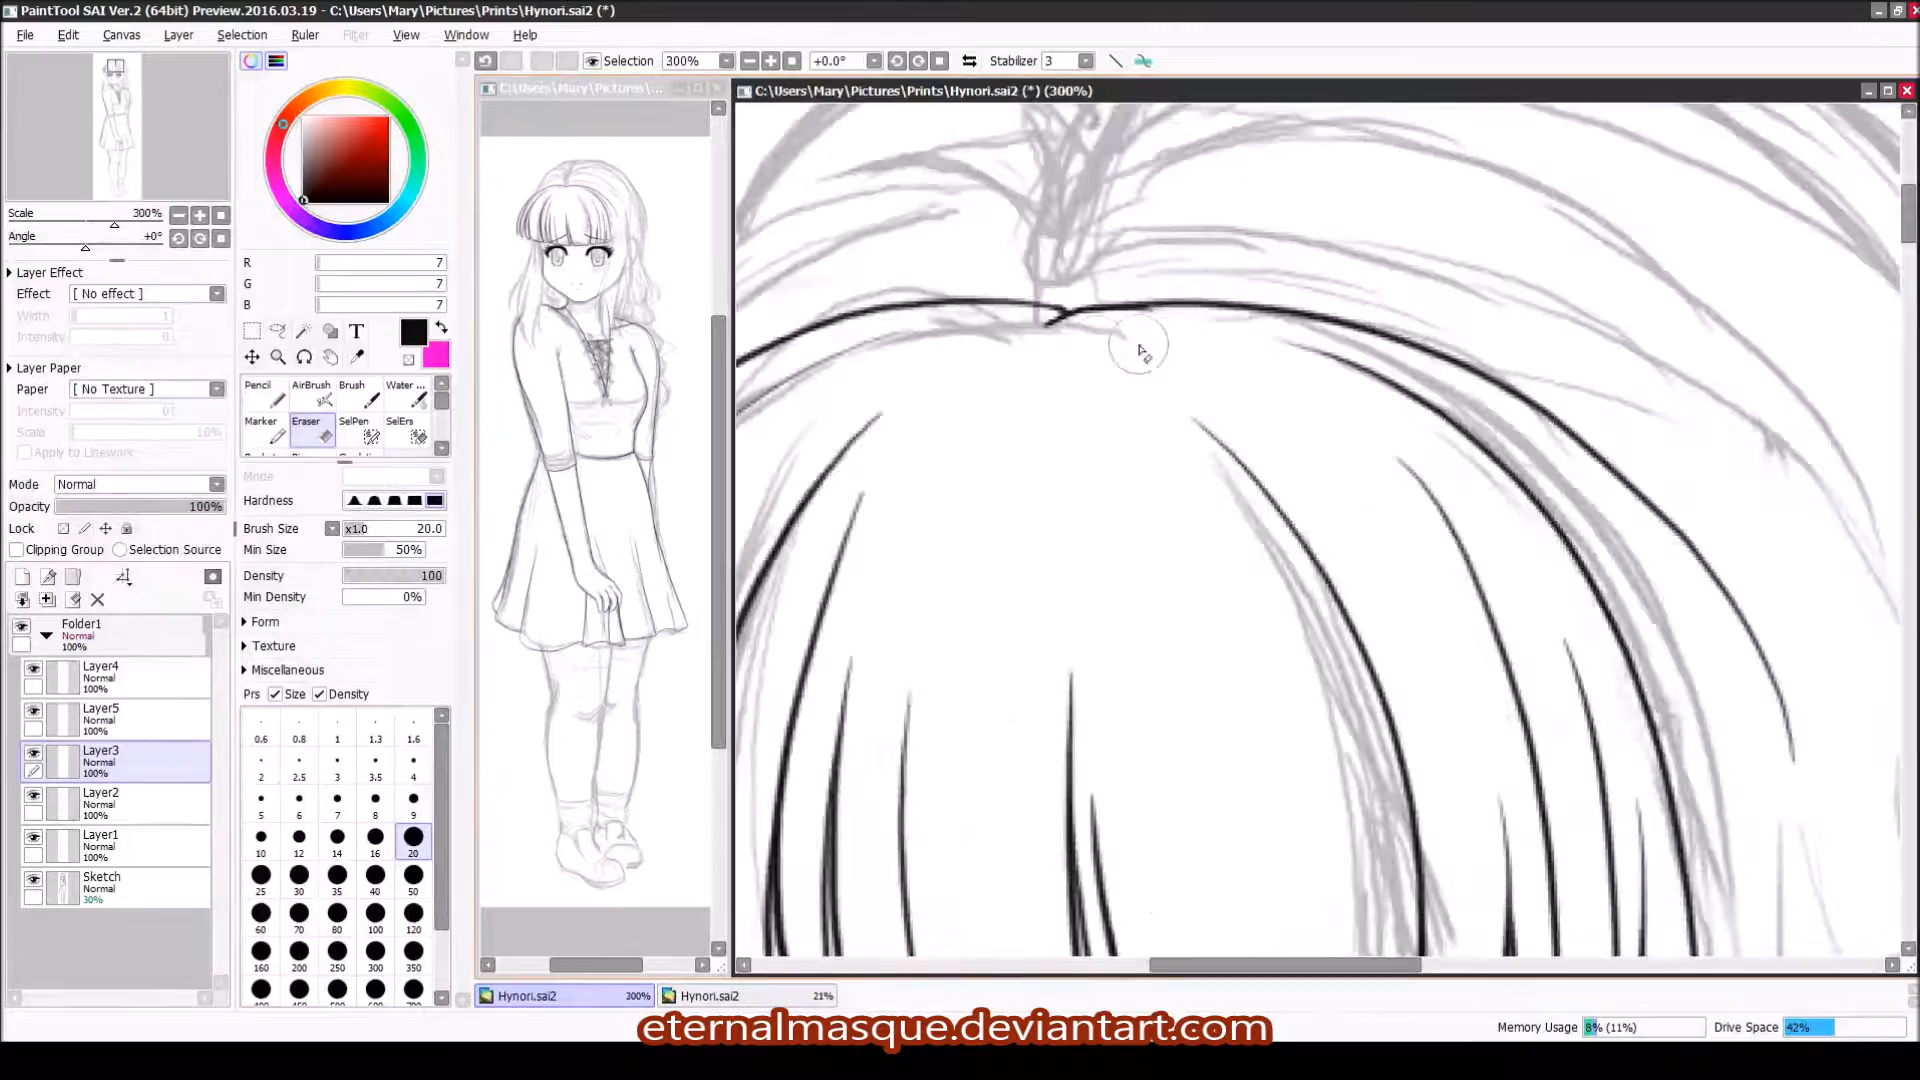 PaintTool SAI Ver.2 (64bit) Preview.2016.03.19 - C:\Users\Mary\Pictures\Prints\Hynori.sai2 (*)
File Edit Canvas Layer Selection Ruler Filter View Window Help
Selection 300% +0.0° Stabilizer 3
C:\Users\Mary\Pictures\...
C:\Users\Mary\Pictures\Prints\Hynori.sai2 (*) (300%)
Scale 300%
Angle +0°
Layer Effect
Effect [ No effect ]
Width 1
Intensity 0
Layer Paper
Paper [ No Texture ]
Intensity 0
Scale 10%
Apply to Linework
Mode Normal
Opacity 100%
Lock
Clipping Group Selection Source
Folder1
Normal
100%
Layer4
Normal
100%
Layer5
Normal
100%
Layer3
Normal
100%
Layer2
Normal
100%
Layer1
Normal
100%
Sketch
Normal
30%
R 7
G 7
B 7
T
Pencil AirBrush Brush Water ...
Marker Eraser SelPen SelErs
Mode
Hardness
Brush Size x1.0 20.0
Min Size 50%
Density 100
Min Density 0%
Form
Texture
Miscellaneous
Prs Size Density
0.6 0.8 1 1.3 1.6
2 2.5 3 3.5 4
5 6 7 8 9
10 12 14 16 20
25 30 35 40 50
60 70 80 100 120
160 200 250 300 350
Hynori.sai2 300% Hynori.sai2 21%
eternalmasque.deviantart.com
Memory Usage 8% (11%) Drive Space 42%